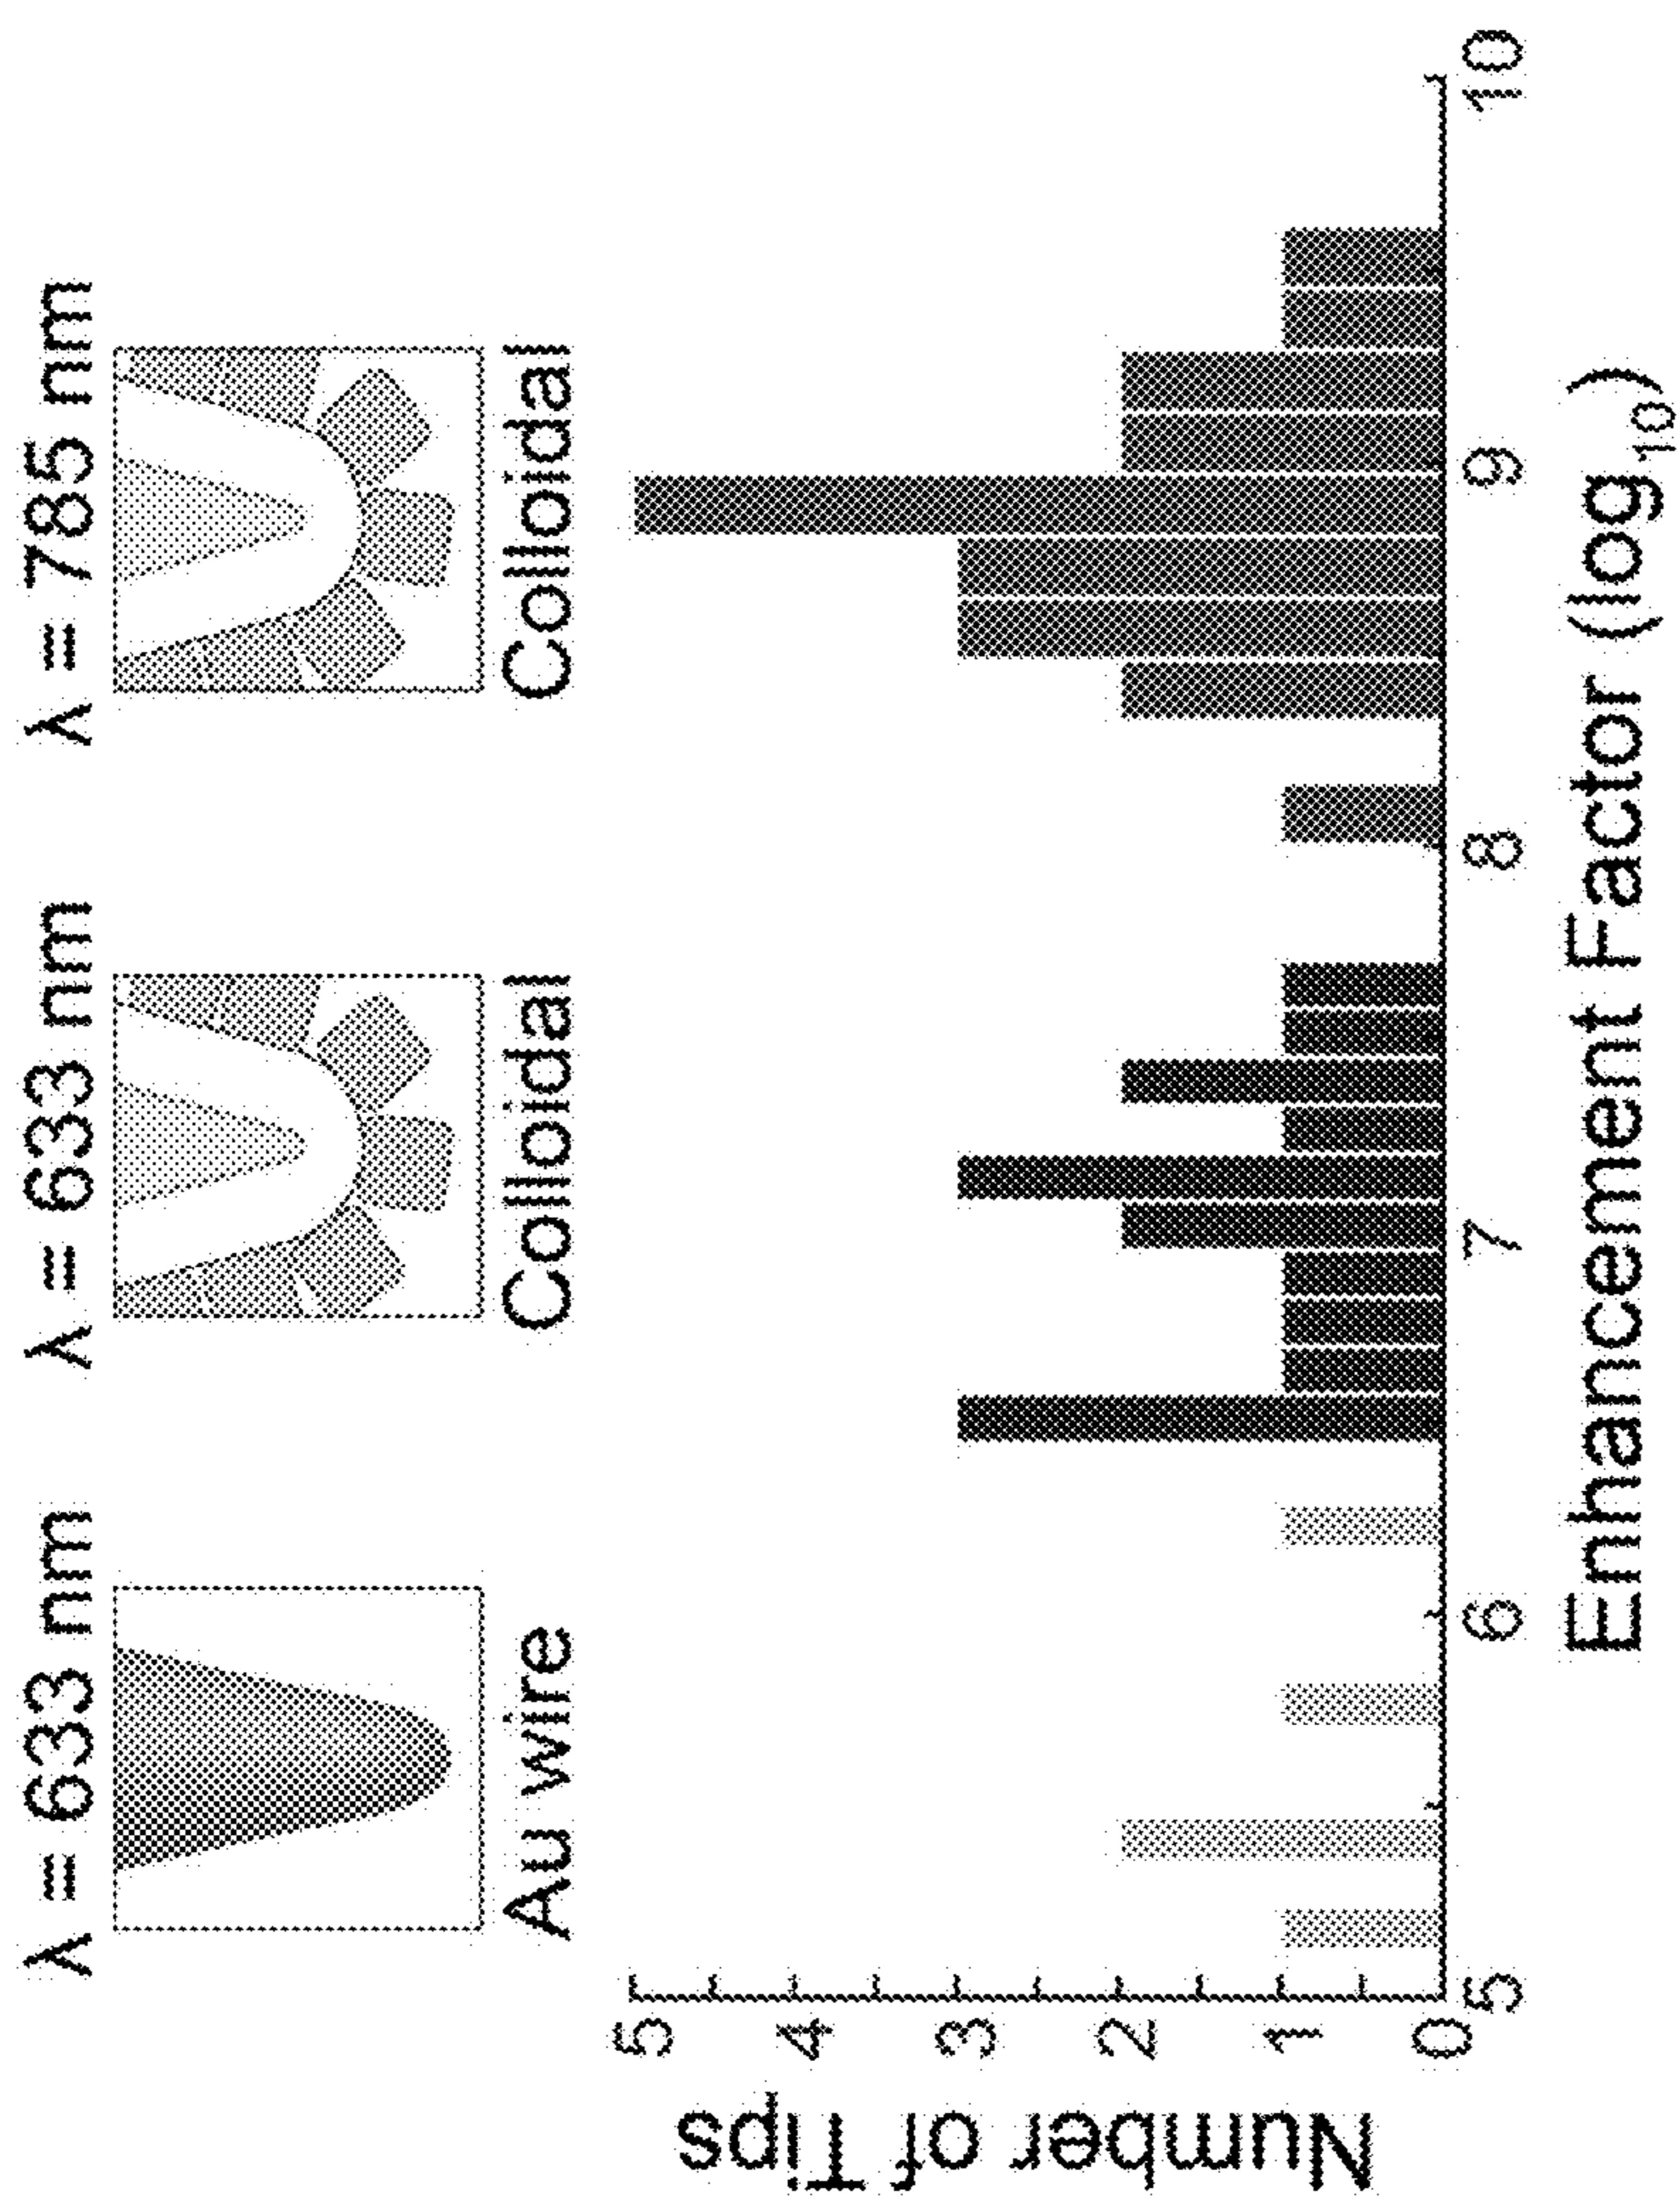 λ = 633 nm
λ = 633 nm
λ = 785 nm
Au wire
Colloidal
Colloidal
Number of Tips
5
4
3
2
1
0
5
6
7
8
9
10
Enhancement Factor (log₁₀)